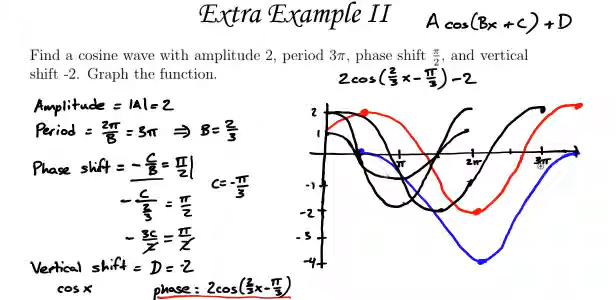 Extra Example II
A cos(Bx + C) + D
Find a cosine wave with amplitude 2, period 3π, phase shift π/2, and vertical
shift -2. Graph the function.
2cos(2/3 x - π/3) - 2
Amplitude = |A| = 2
Period = 2π/B = 3π ⇒ B = 2/3
Phase shift = - C/B = π/2
C = -π/3
- C/(2/3) = π/2
- 3C/2 = π/2
Vertical shift = D = -2
cos x
phase: 2cos(2/3 x - π/3)
2
1
-1
-2
-3
-4
π
2π
3π